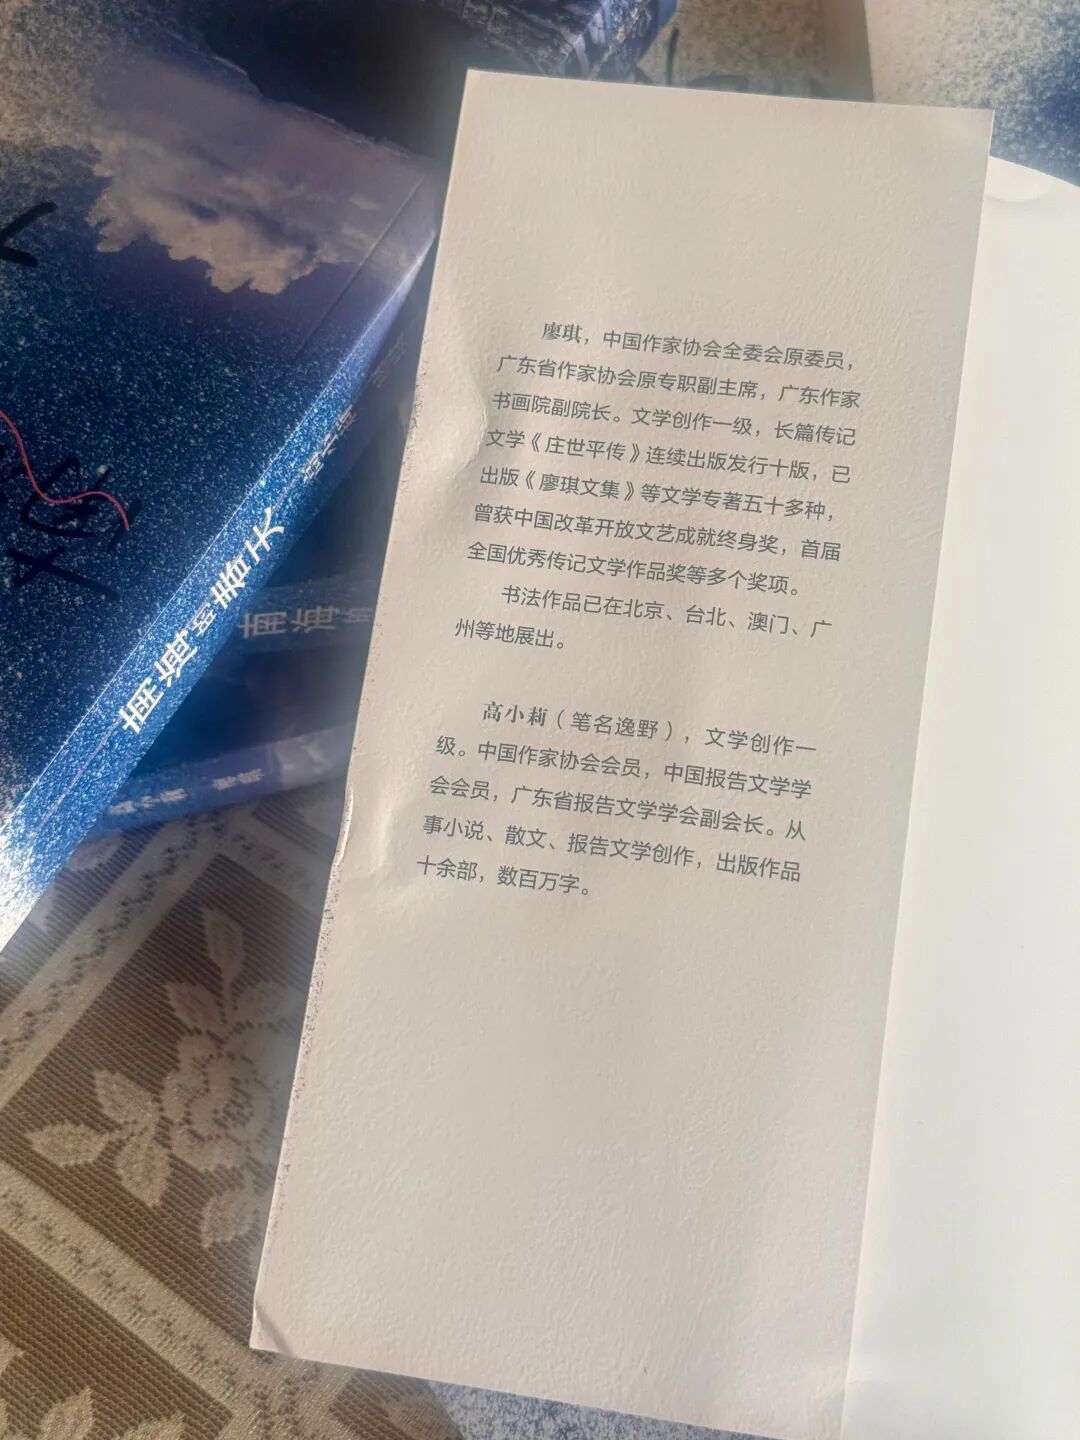 廖琪，中国作家协会全委会原委员，
广东省作家协会原专职副主席，广东作家
书画院副院长。文学创作一级，长篇传记
文学《庄世平传》连续出版发行十版，已
出版《廖琪文集》等文学专著五十多种，
曾获中国改革开放文艺成就终身奖，首届
全国优秀传记文学作品奖等多个奖项。
书法作品已在北京、台北、澳门、广
州等地展出。
高小莉（笔名逸野），文学创作一
级。中国作家协会会员，中国报告文学学
会会员，广东省报告文学学会副会长。从
事小说、散文、报告文学创作，出版作品
十余部，数百万字。